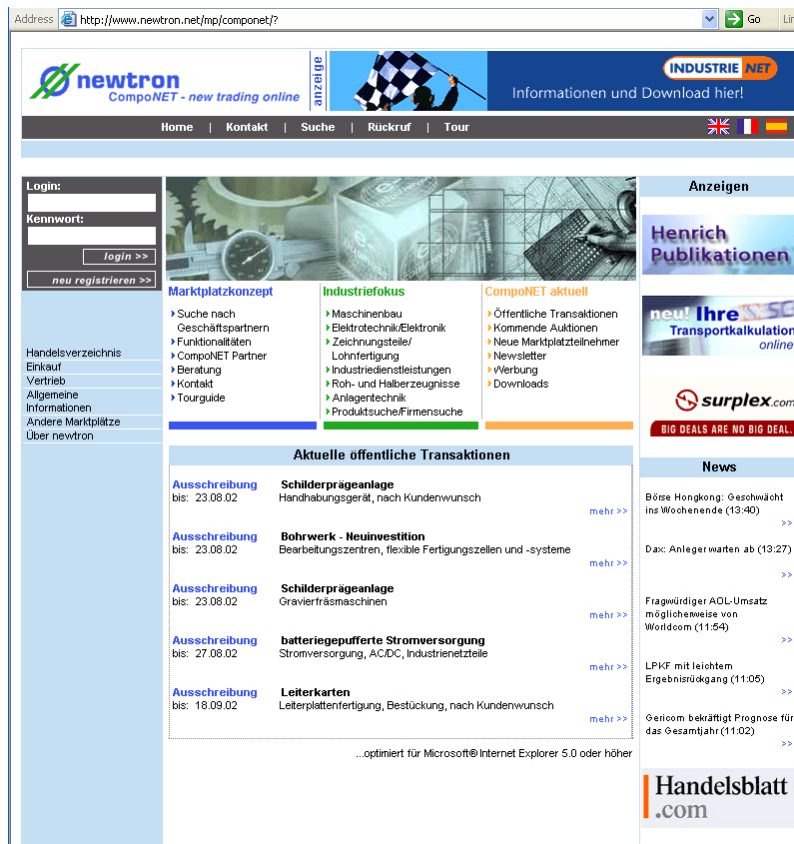 Address http://www.newtron.net/mp/componet/? Go
newtron
CompoNET - new trading online
anzeige
INDUSTRIE NET
Informationen und Download hier!
Home | Kontakt | Suche | Rückruf | Tour
Login:
Kennwort:
login >>
neu registrieren >>
Handelsverzeichnis
Einkauf
Vertrieb
Allgemeine
Informationen
Andere Marktplätze
Über newtron
Marktplatzkonzept
Suche nach
Geschäftspartnern
Funktionalitäten
CompoNET Partner
Beratung
Kontakt
Tourguide
Industriefokus
Maschinenbau
Elektrotechnik/Elektronik
Zeichnungsteile/
Lohnfertigung
Industriedienstleistungen
Roh- und Halberzeugnisse
Anlagentechnik
Produktsuche/Firmensuche
CompoNET aktuell
Öffentliche Transaktionen
Kommende Auktionen
Neue Marktplatzteilnehmer
Newsletter
Werbung
Downloads
Aktuelle öffentliche Transaktionen
Ausschreibung Schilderprägeanlage
bis: 23.08.02 Handhabungsgerät, nach Kundenwunsch
mehr >>
Ausschreibung Bohrwerk - Neuinvestition
bis: 23.08.02 Bearbeitungszentren, flexible Fertigungszellen und -systeme
mehr >>
Ausschreibung Schilderprägeanlage
bis: 23.08.02 Gravierfräsmaschinen
mehr >>
Ausschreibung batteriegepufferte Stromversorgung
bis: 27.08.02 Stromversorgung, AC/DC, Industrienetzteile
mehr >>
Ausschreibung Leiterkarten
bis: 18.09.02 Leiterplattenfertigung, Bestückung, nach Kundenwunsch
mehr >>
...optimiert für Microsoft® Internet Explorer 5.0 oder höher
Anzeigen
Henrich
Publikationen
neu! Ihre
Transportkalkulation
online
surplex.com
BIG DEALS ARE NO BIG DEAL.
News
Börse Hongkong: Geschwächt
ins Wochenende (13:40)
>>
Dax: Anleger warten ab (13:27)
>>
Fragwürdiger AOL-Umsatz
möglicherweise von
Worldcom (11:54)
>>
LPKF mit leichtem
Ergebnisrückgang (11:05)
>>
Gericom bekräftigt Prognose für
das Gesamtjahr (11:02)
>>
Handelsblatt
.com